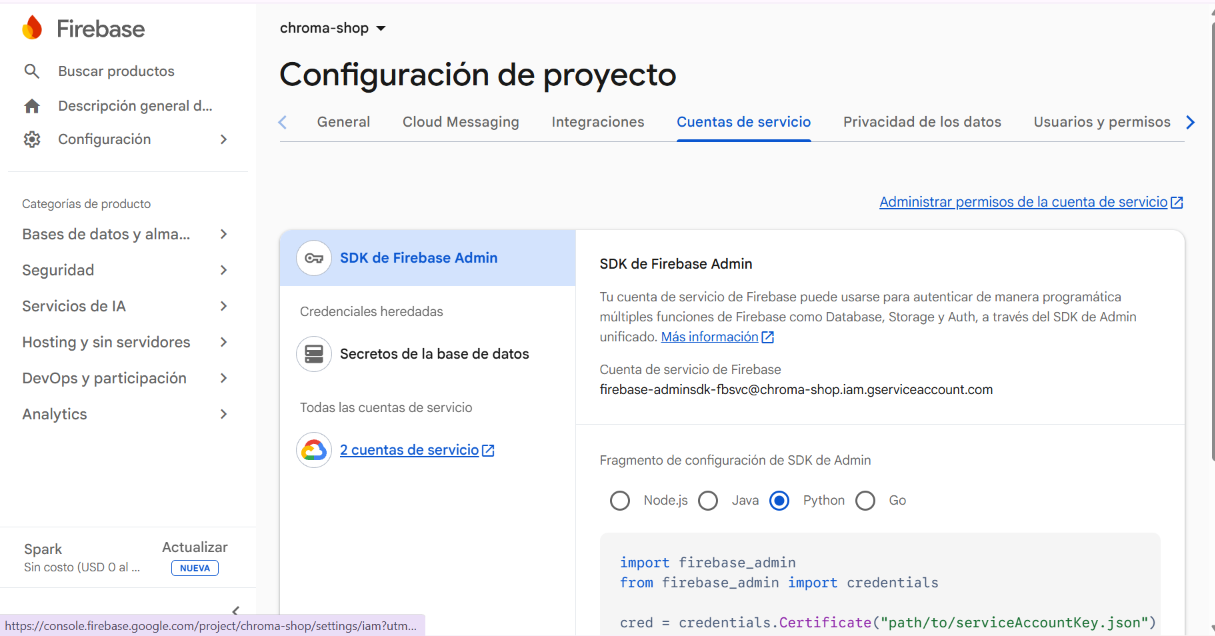 Firebase
Buscar productos
Descripción general d...
Configuración
Categorías de producto
Bases de datos y alma...
Seguridad
Servicios de IA
Hosting y sin servidores
DevOps y participación
Analytics
Spark
Sin costo (USD 0 al ...
Actualizar
NUEVA
https://console.firebase.google.com/project/chroma-shop/settings/iam?utm...
chroma-shop
Configuración de proyecto
General
Cloud Messaging
Integraciones
Cuentas de servicio
Privacidad de los datos
Usuarios y permisos
Administrar permisos de la cuenta de servicio
SDK de Firebase Admin
Credenciales heredadas
Secretos de la base de datos
Todas las cuentas de servicio
2 cuentas de servicio
SDK de Firebase Admin
Tu cuenta de servicio de Firebase puede usarse para autenticar de manera programática
múltiples funciones de Firebase como Database, Storage y Auth, a través del SDK de Admin
unificado. Más información
Cuenta de servicio de Firebase
firebase-adminsdk-fbsvc@chroma-shop.iam.gserviceaccount.com
Fragmento de configuración de SDK de Admin
Node.js
Java
Python
Go
import firebase_admin
from firebase_admin import credentials
cred = credentials.Certificate("path/to/serviceAccountKey.json")